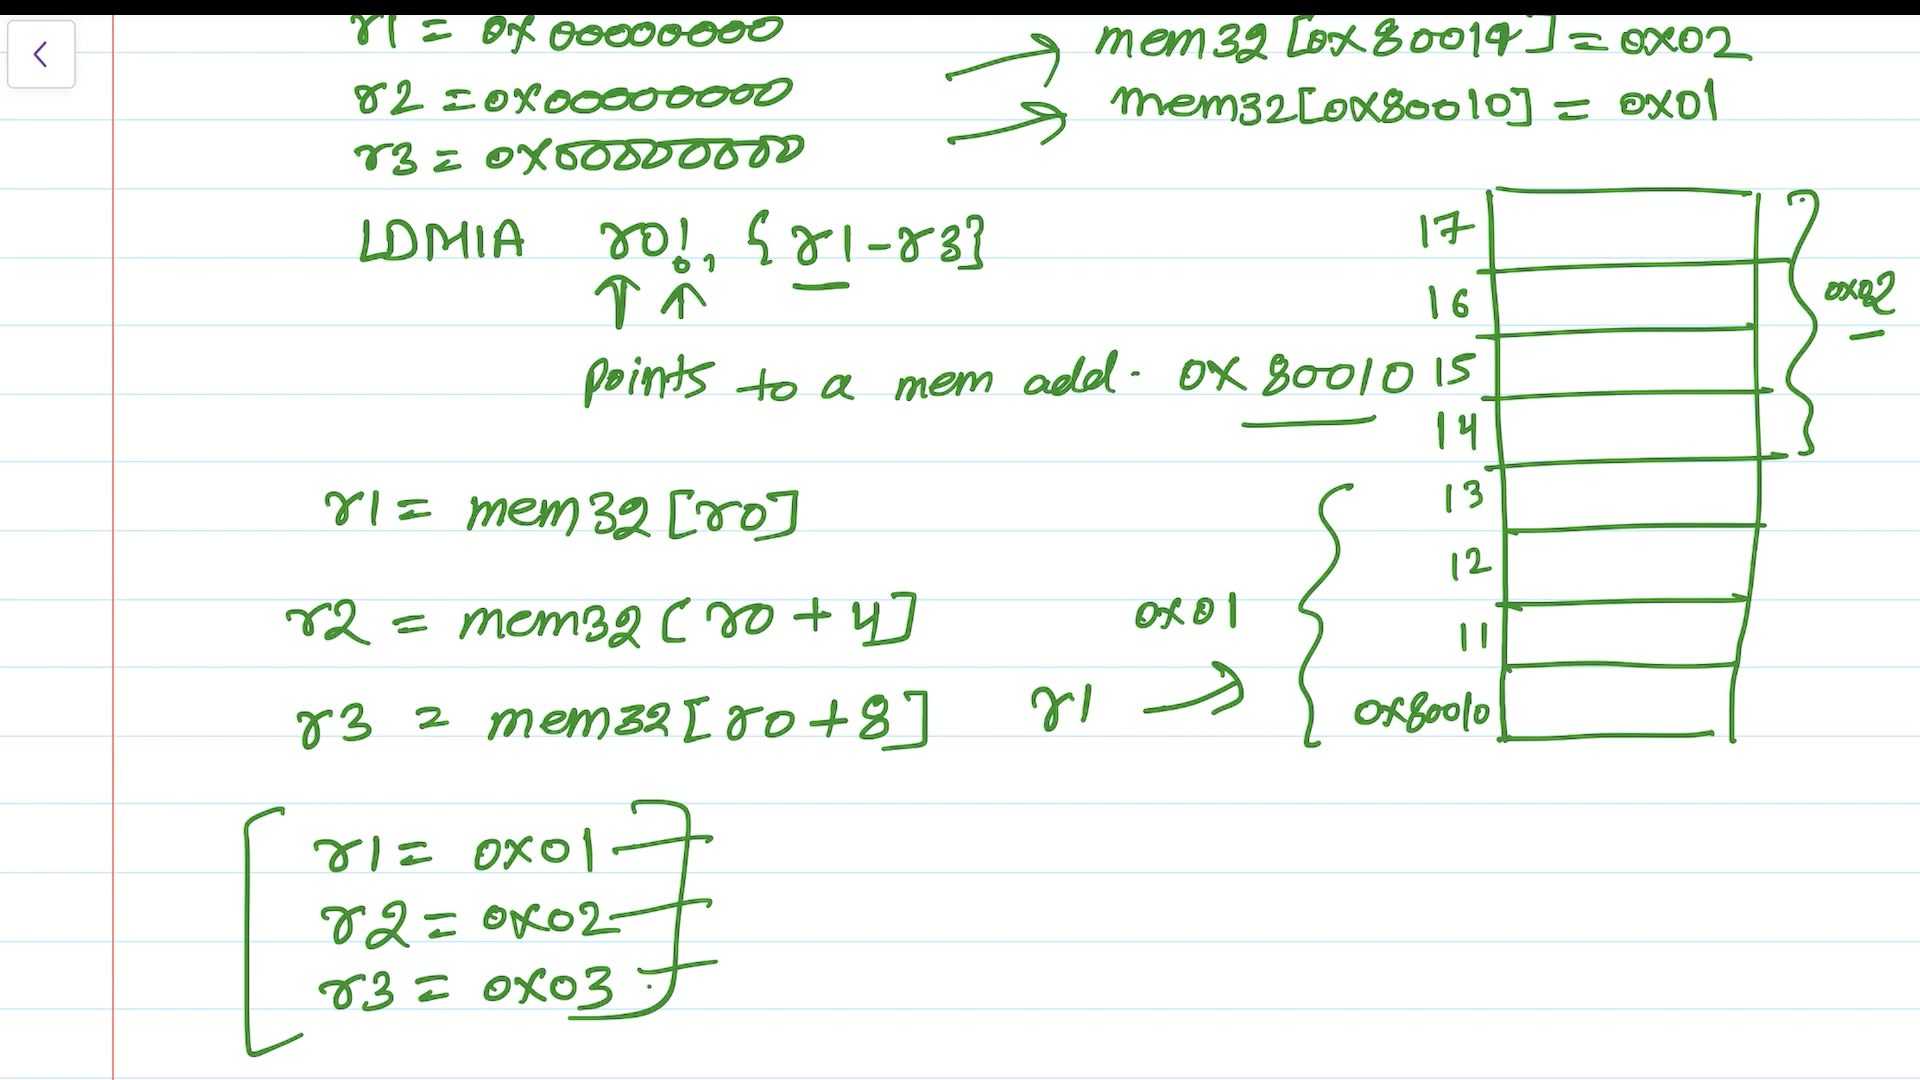 r1 = 0x00000000
mem32 [0x80014] = 0x02
r2 = 0x00000000
mem32[0x80010] = 0x01
r3 = 0x00000000
LDMIA r0!, { r1-r3}
17
16
0x02
points to a mem add. 0x 80010
15
14
r1 = mem32 [r0]
13
12
r2 = mem32 [ r0 + 4]
0x01
11
r3 = mem32[ r0+8]
r1
0x80010
r1 = 0x01
r2 = 0x02
r3 = 0x03